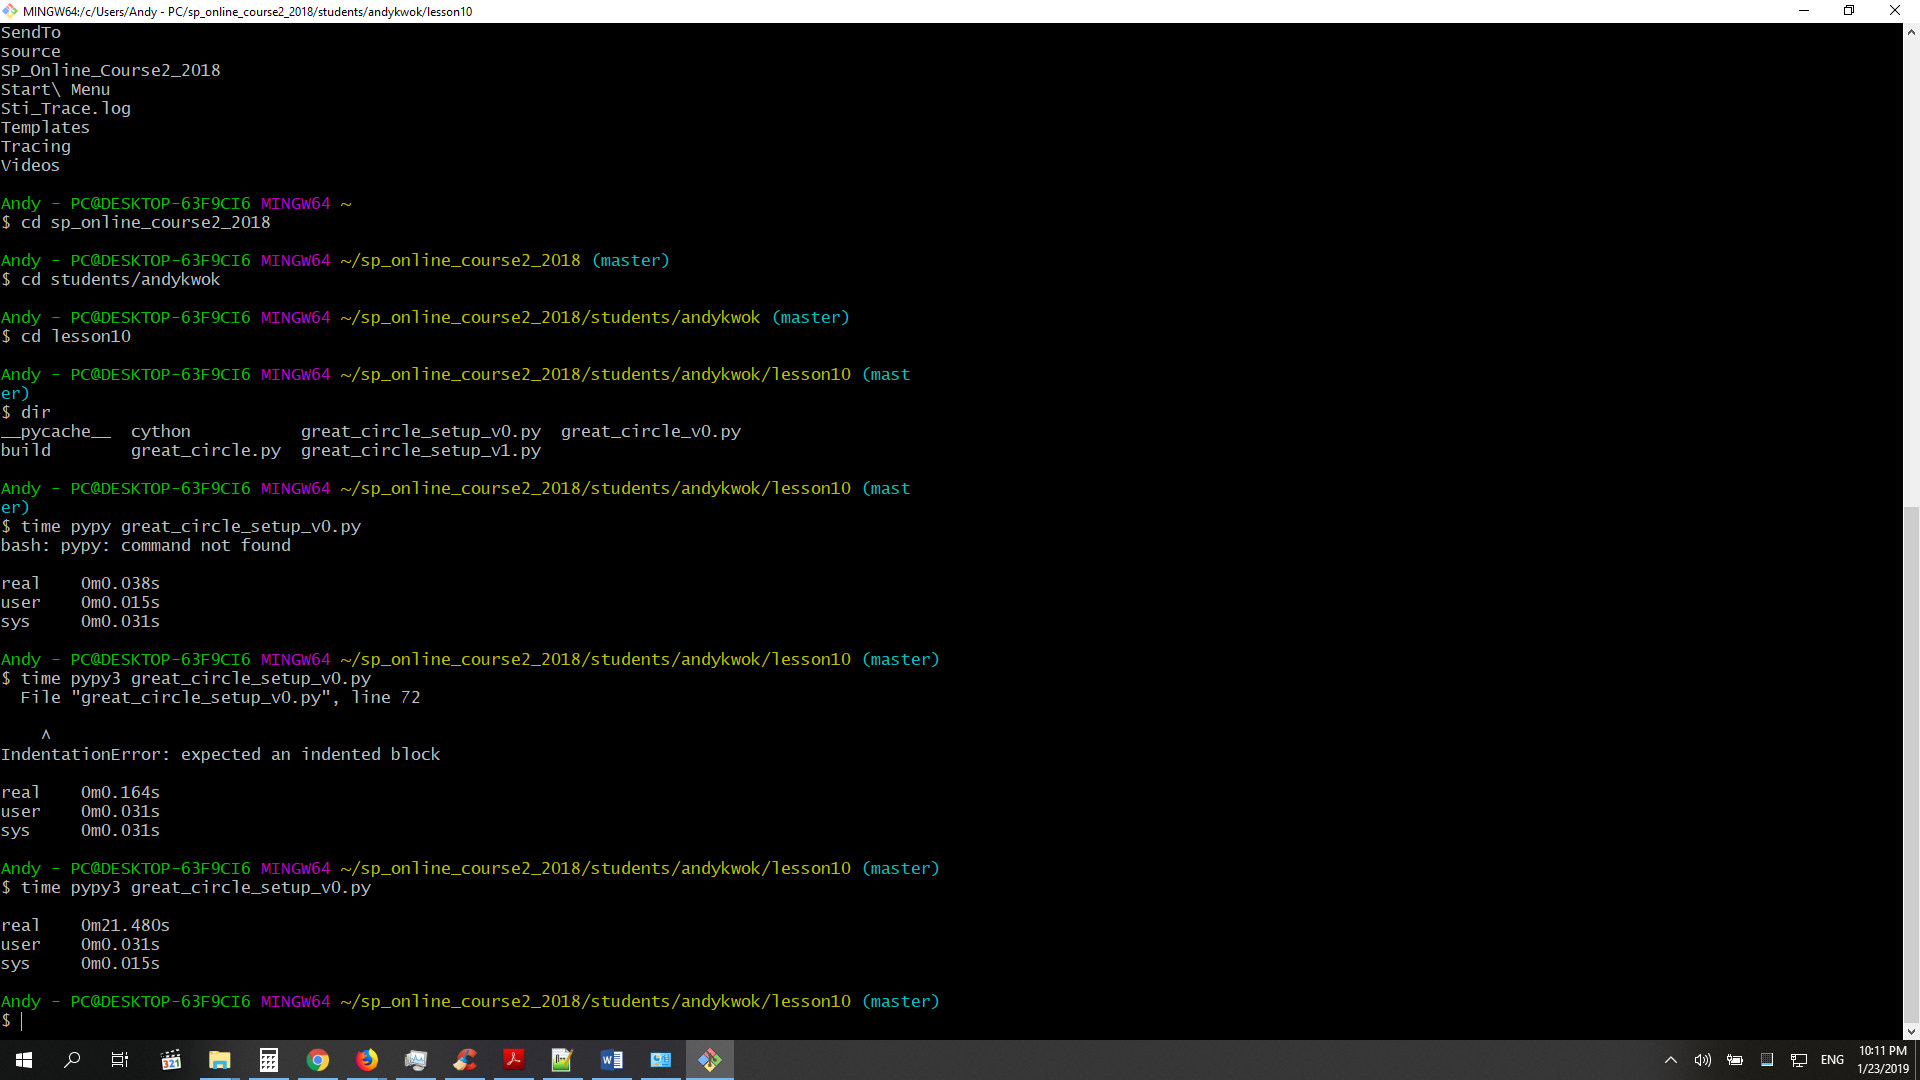 MINGW64:/c/Users/Andy - PC/sp_online_course2_2018/students/andykwok/lesson10
SendTo
source
SP_Online_Course2_2018
Start\ Menu
Sti_Trace.log
Templates
Tracing
Videos
Andy - PC@DESKTOP-63F9CI6 MINGW64 ~
$ cd sp_online_course2_2018
Andy - PC@DESKTOP-63F9CI6 MINGW64 ~/sp_online_course2_2018 (master)
$ cd students/andykwok
Andy - PC@DESKTOP-63F9CI6 MINGW64 ~/sp_online_course2_2018/students/andykwok (master)
$ cd lesson10
Andy - PC@DESKTOP-63F9CI6 MINGW64 ~/sp_online_course2_2018/students/andykwok/lesson10 (mast
er)
$ dir
__pycache__  cython           great_circle_setup_v0.py  great_circle_v0.py
build        great_circle.py  great_circle_setup_v1.py
Andy - PC@DESKTOP-63F9CI6 MINGW64 ~/sp_online_course2_2018/students/andykwok/lesson10 (mast
er)
$ time pypy great_circle_setup_v0.py
bash: pypy: command not found
real    0m0.038s
user    0m0.015s
sys     0m0.031s
Andy - PC@DESKTOP-63F9CI6 MINGW64 ~/sp_online_course2_2018/students/andykwok/lesson10 (master)
$ time pypy3 great_circle_setup_v0.py
  File "great_circle_setup_v0.py", line 72
    ^
IndentationError: expected an indented block
real    0m0.164s
user    0m0.031s
sys     0m0.031s
Andy - PC@DESKTOP-63F9CI6 MINGW64 ~/sp_online_course2_2018/students/andykwok/lesson10 (master)
$ time pypy3 great_circle_setup_v0.py
real    0m21.480s
user    0m0.031s
sys     0m0.015s
Andy - PC@DESKTOP-63F9CI6 MINGW64 ~/sp_online_course2_2018/students/andykwok/lesson10 (master)
$
321
ENG
10:11 PM
1/23/2019